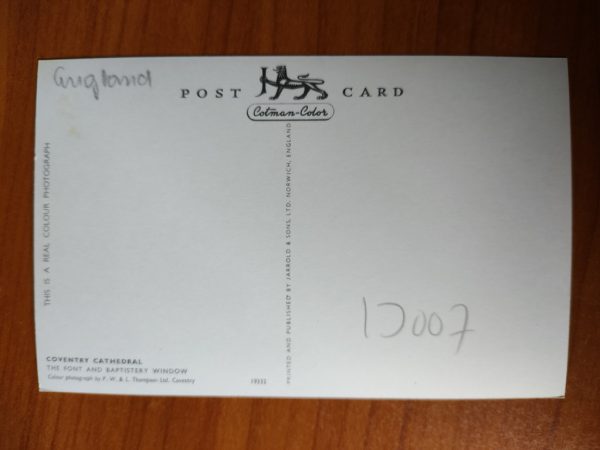 England
POST CARD
Cotman-Color
THIS IS A REAL COLOUR PHOTOGRAPH
PRINTED AND PUBLISHED BY JARROLD & SONS, LTD. NORWICH, ENGLAND
COVENTRY CATHEDRAL
THE FONT AND BAPTISTERY WINDOW
Colour photograph by P. W. & L. Thompson Ltd. Coventry